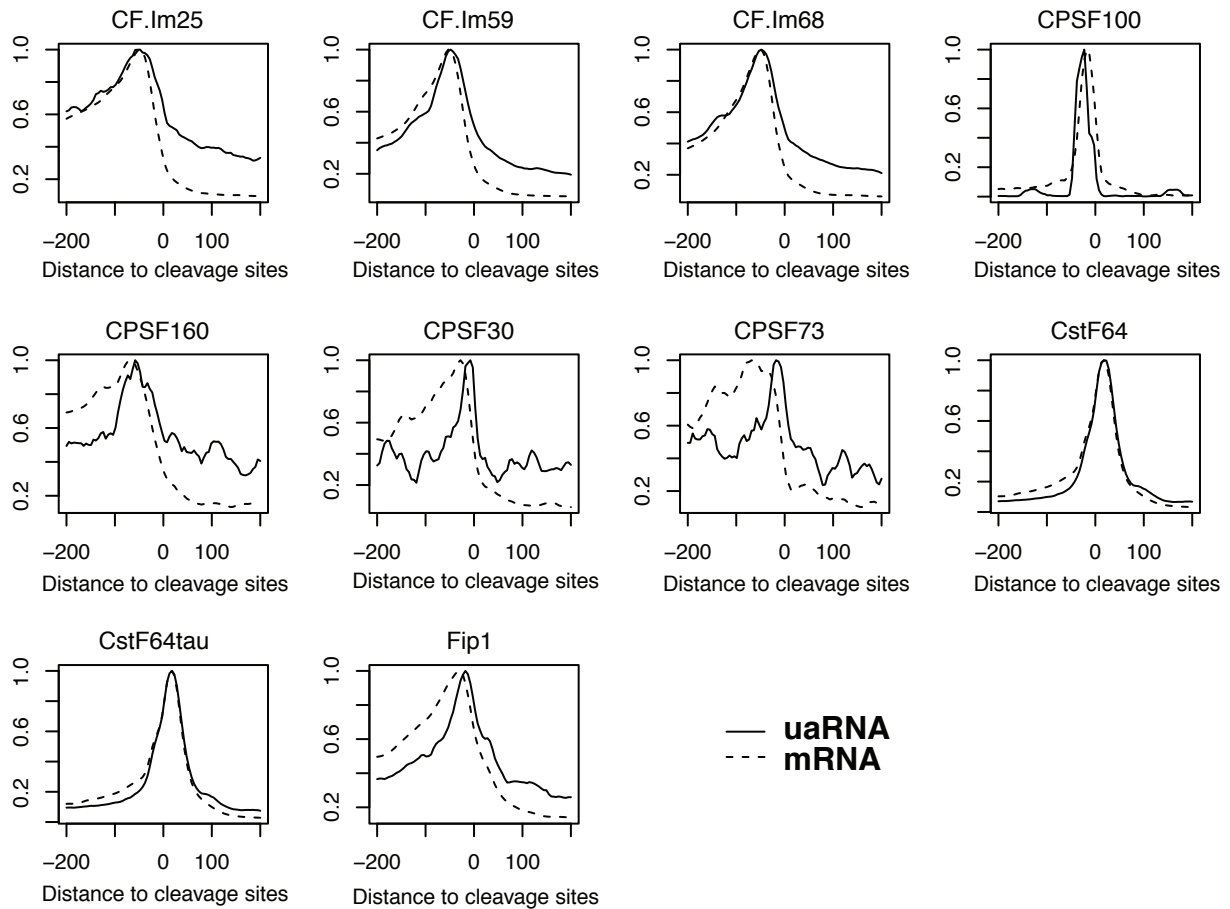 CF.Im25 CF.Im59 CF.Im68 CPSF100
0.2 0.6 1.0 0.2 0.6 1.0 0.2 0.6 1.0 0.2 0.6 1.0
−200 0 100 −200 0 100 −200 0 100 −200 0 100
Distance to cleavage sites Distance to cleavage sites Distance to cleavage sites Distance to cleavage sites
CPSF160 CPSF30 CPSF73 CstF64
0.2 0.6 1.0 0.2 0.6 1.0 0.2 0.6 1.0 0.2 0.6 1.0
−200 0 100 −200 0 100 −200 0 100 −200 0 100
Distance to cleavage sites Distance to cleavage sites Distance to cleavage sites Distance to cleavage sites
CstF64tau Fip1
0.2 0.6 1.0 0.2 0.6 1.0
−200 0 100 −200 0 100
Distance to cleavage sites Distance to cleavage sites
uaRNA
mRNA